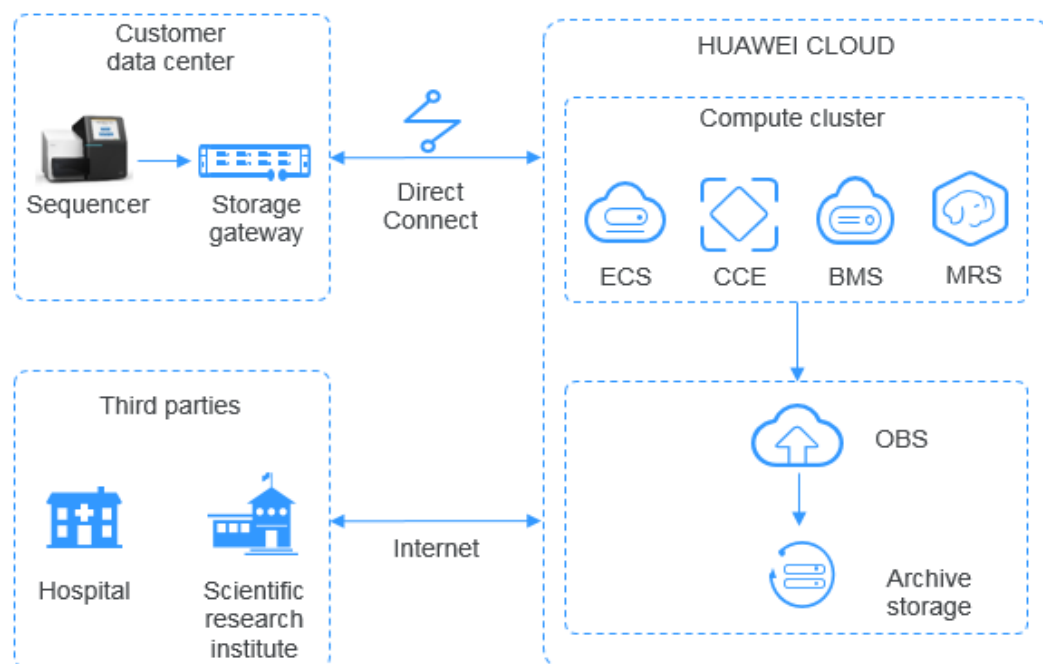 Customer
data center
Sequencer
Storage
gateway
Direct
Connect
HUAWEI CLOUD
Compute cluster
ECS
CCE
BMS
MRS
Third parties
Hospital
Scientific
research
institute
Internet
OBS
Archive
storage